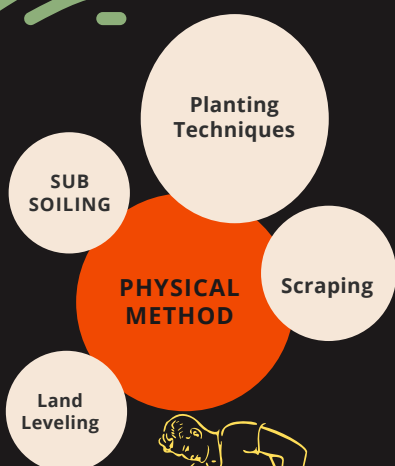 Planting
Techniques
SUB
SOILING
Scraping
PHYSICAL
METHOD
Land
Leveling